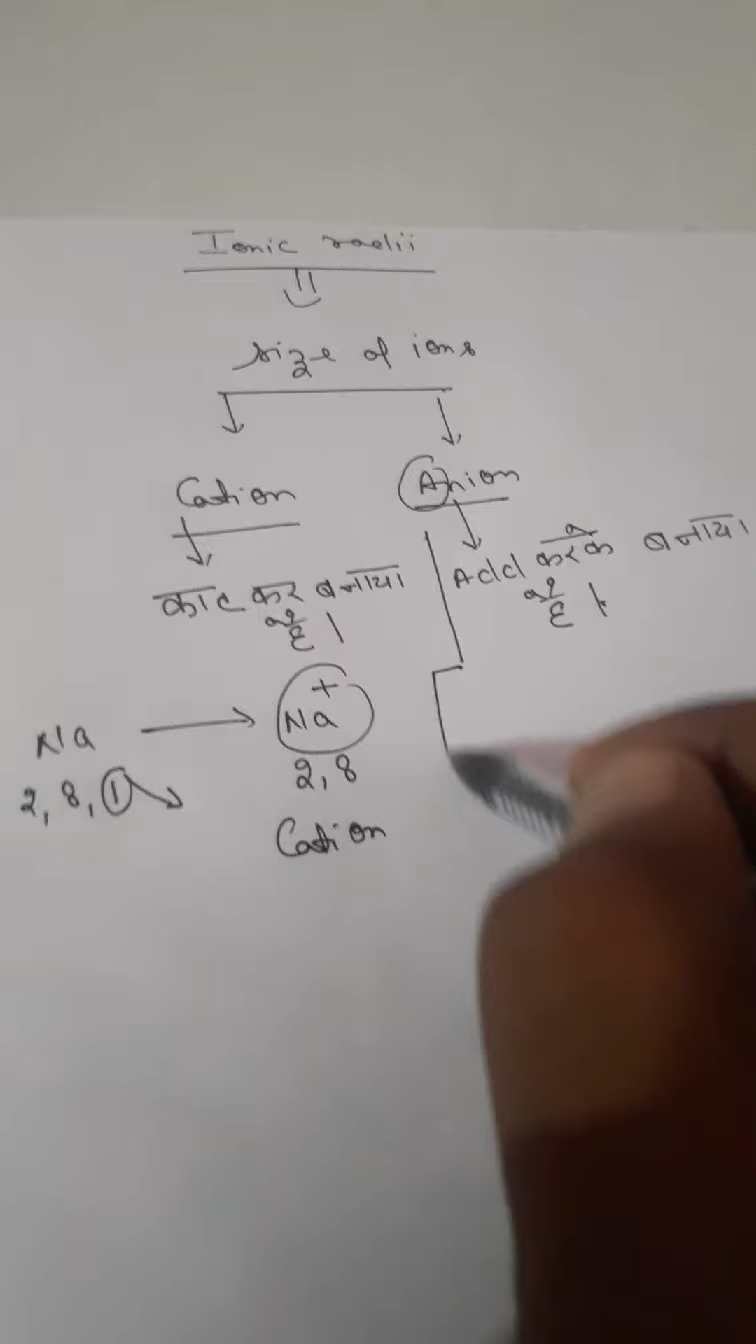 Ionic radii
size of ions
Cation
Anion
काट कर बनाया है।
Add करके बनाया है।
Na → Na+
2, 8, 1
2, 8
Cation